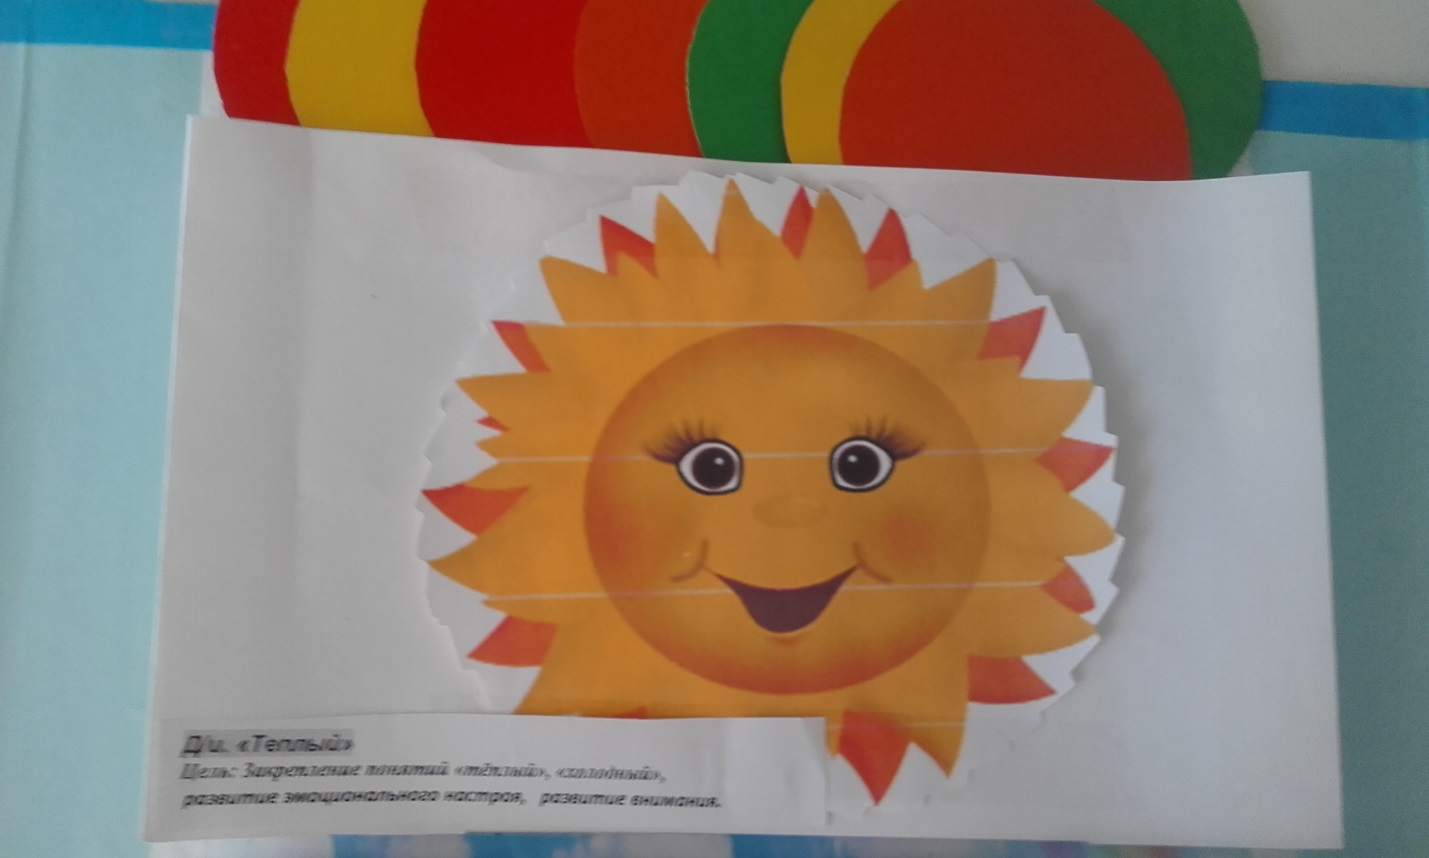 Д/и. «Теплый»
Цель: Закрепление понятий «тёплый», «холодный»,
развитие эмоционального настроя, развитие внимания.